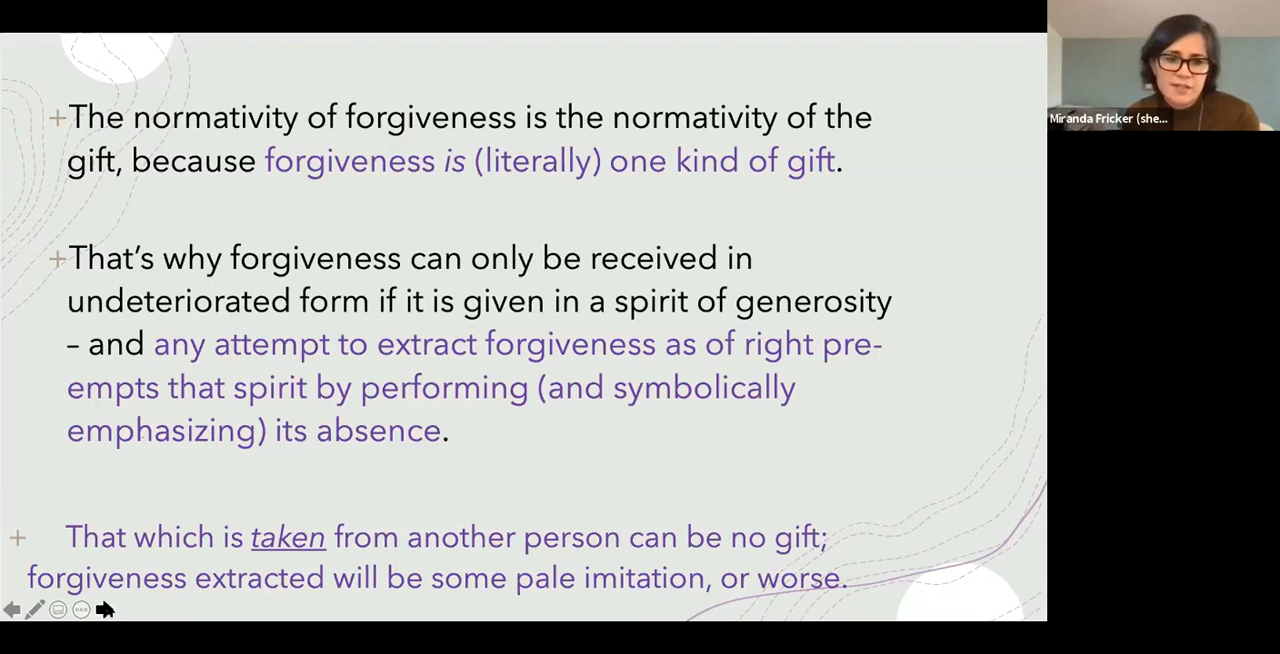 +The normativity of forgiveness is the normativity of the
gift, because forgiveness is (literally) one kind of gift.
+That’s why forgiveness can only be received in
undeteriorated form if it is given in a spirit of generosity
– and any attempt to extract forgiveness as of right pre-
empts that spirit by performing (and symbolically
emphasizing) its absence.
+ That which is taken from another person can be no gift;
forgiveness extracted will be some pale imitation, or worse.
Miranda Fricker (she...